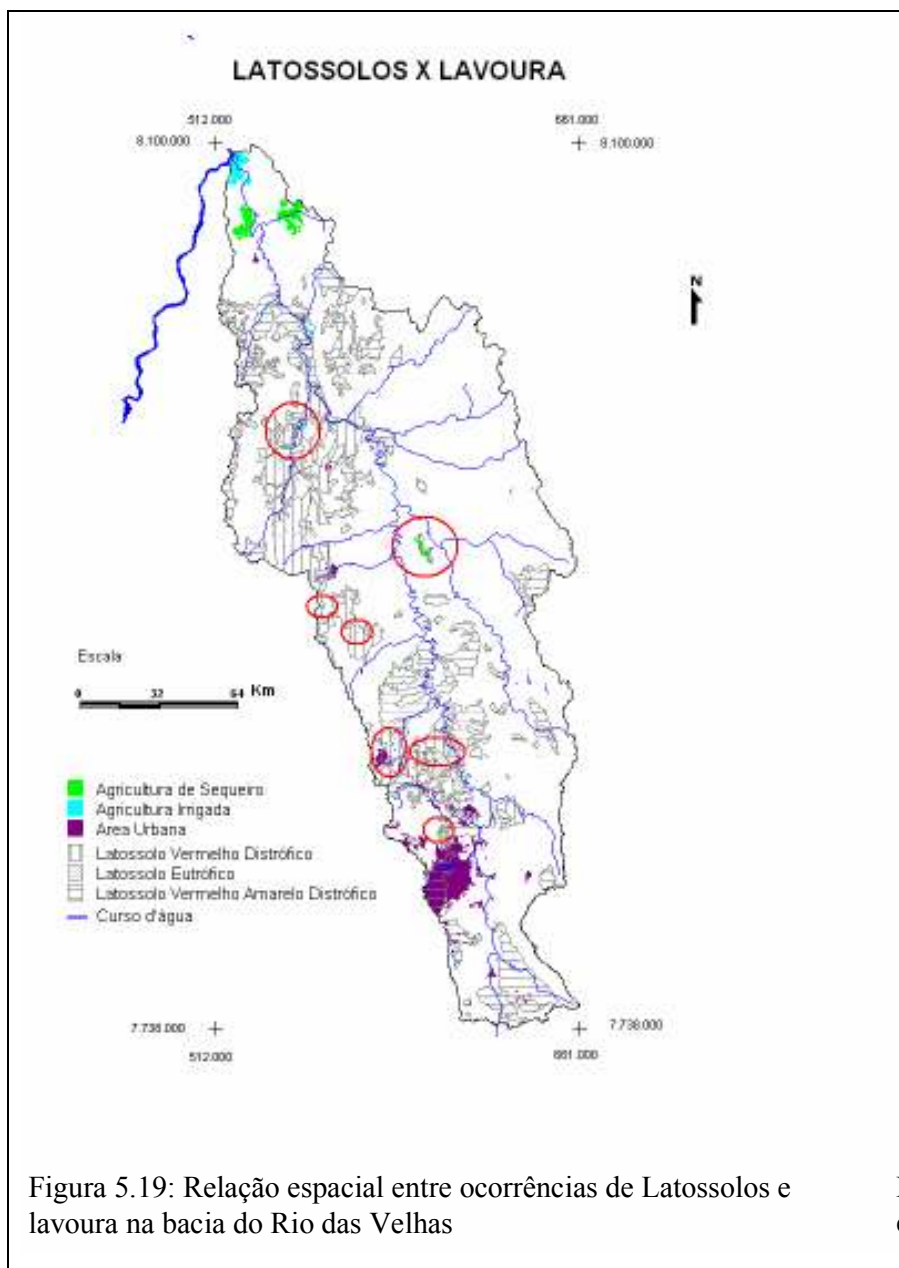 LATOSSOLOS X LAVOURA
512.000
661.000
8.100.000
8.100.000
N
Escala
0 32 64 Km
Agricultura de Sequeiro
Agricultura Irrigada
Area Urbana
Latossolo Vermelho Distrófico
Latossolo Eutrófico
Latossolo Vermelho Amarelo Distrófico
Curso d'água
7.738.000
7.738.000
512.000
661.000
Figura 5.19: Relação espacial entre ocorrências de Latossolos e
lavoura na bacia do Rio das Velhas